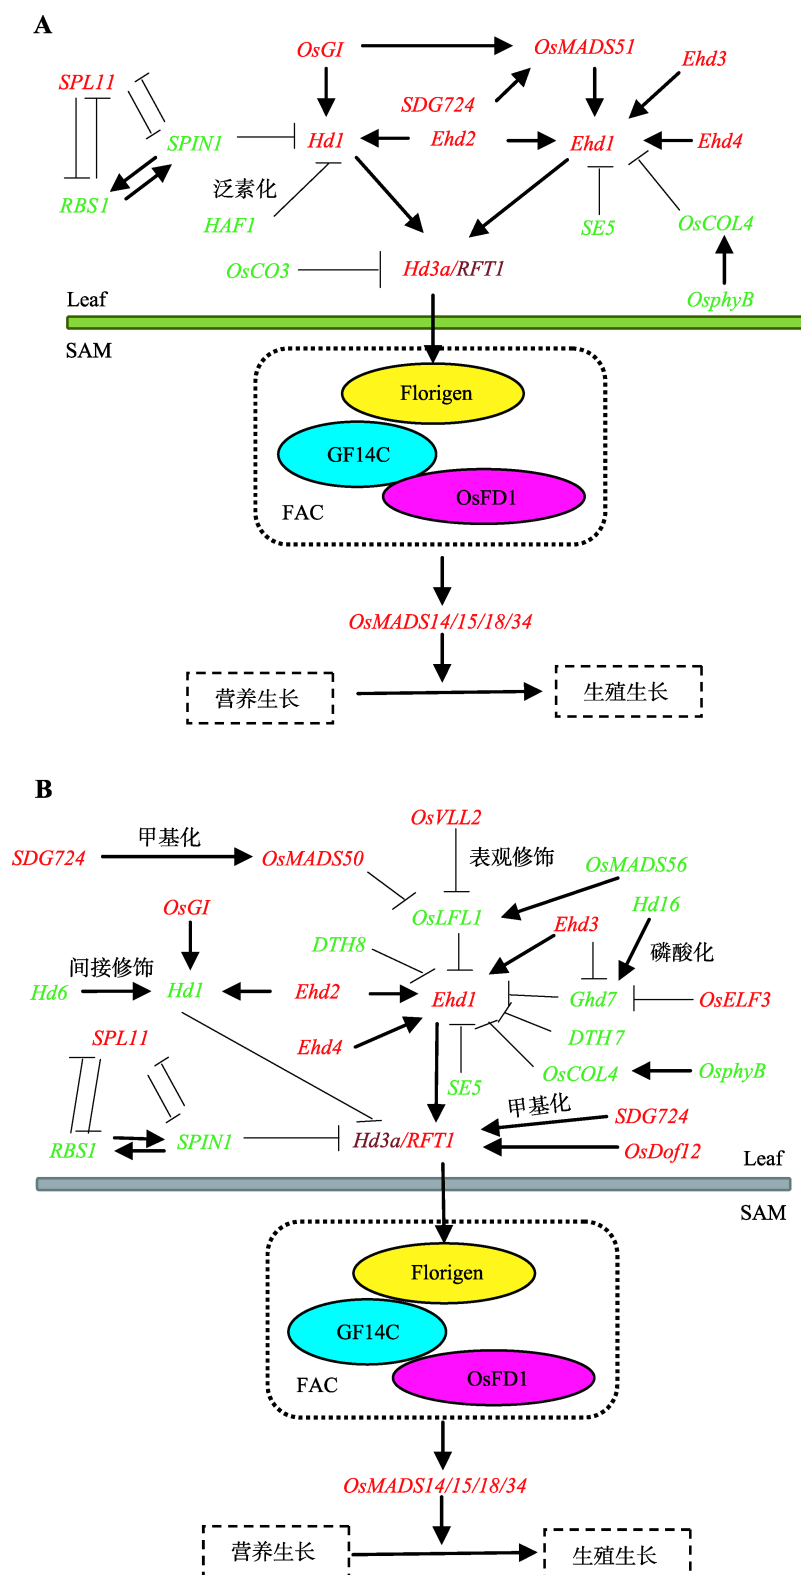 A
OsGI
OsMADS51
Ehd3
SPL11
SDG724
SPIN1
Hd1
Ehd2
Ehd1
Ehd4
泛素化
RBS1
HAF1
SE5
OsCOL4
OsCO3
Hd3a/RFT1
Leaf
OsphyB
SAM
Florigen
GF14C
OsFD1
FAC
OsMADS14/15/18/34
营养生长
生殖生长
B
OsVLL2
甲基化
SDG724
OsMADS50
表观修饰
OsMADS56
OsGI
OsLFL1
Hd16
Ehd3
DTH8
磷酸化
间接修饰
Hd6
Hd1
Ehd2
Ehd1
Ghd7
OsELF3
SPL11
Ehd4
DTH7
SE5
OsCOL4
OsphyB
甲基化
SDG724
RBS1
SPIN1
Hd3a/RFT1
OsDof12
Leaf
SAM
Florigen
GF14C
OsFD1
FAC
OsMADS14/15/18/34
营养生长
生殖生长